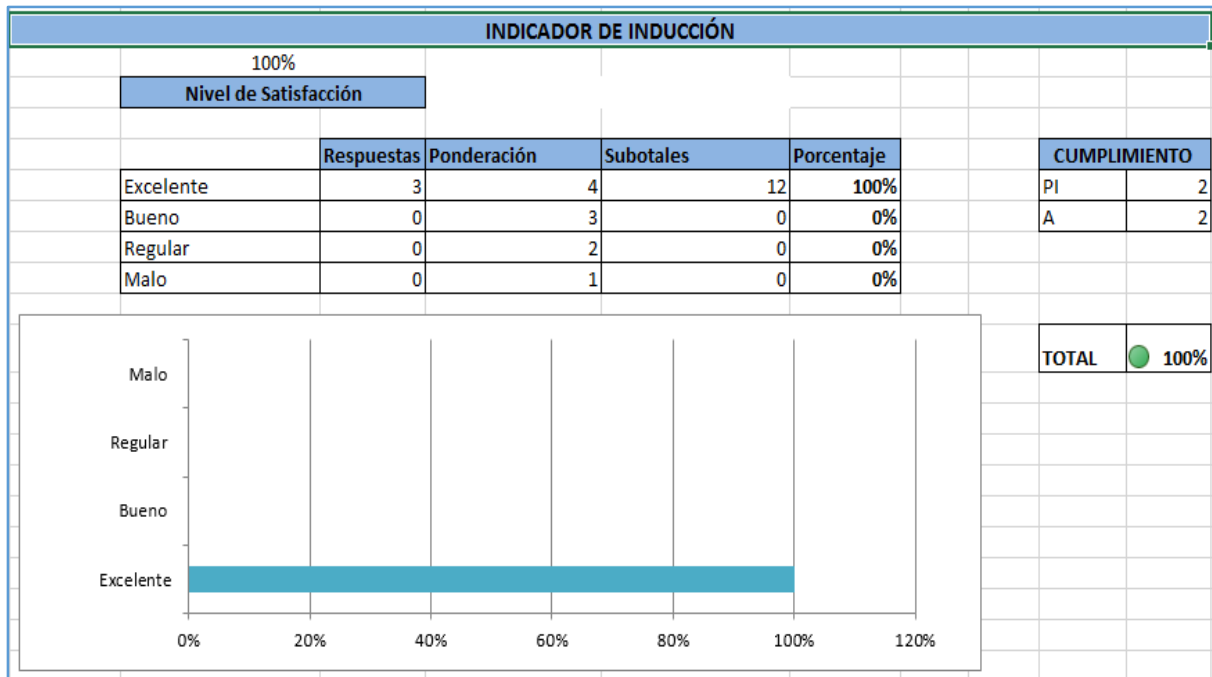 INDICADOR DE INDUCCIÓN
100%
Nivel de Satisfacción
Respuestas Ponderación Subotales Porcentaje CUMPLIMIENTO
Excelente 3 4 12 100% PI 2
Bueno 0 3 0 0% A 2
Regular 0 2 0 0%
Malo 0 1 0 0%
TOTAL 100%
Malo
Regular
Bueno
Excelente
0% 20% 40% 60% 80% 100% 120%